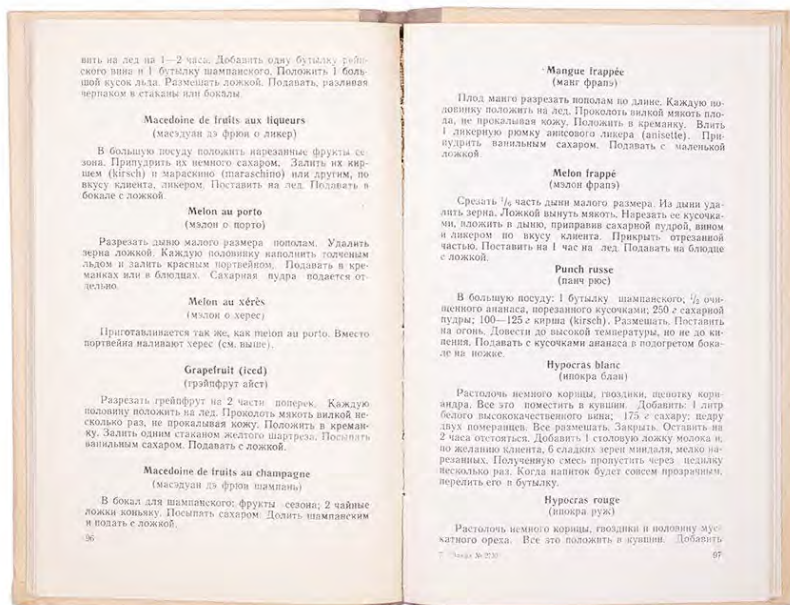 вить на лед на 1—2 часа. Добавить одну бутылку рейн-
ского вина и 1 бутылку шампанского. Положить 1 боль-
шой кусок льда. Размешать ложкой. Подавать, разливая
черпаком в стаканы или бокалы.
Macedoine de fruits aux liqueurs
(масэдуан дэ фрюи о ликер)
В большую посуду положить нарезанные фрукты се-
зона. Припудрить их немного сахаром. Залить их кир-
шем (kirsch) и мараскино (maraschino) или другим, по
вкусу клиента, ликером. Поставить на лед. Подавать в
бокале с ложкой.
Melon au porto
(мэлон о порто)
Разрезать дыню малого размера пополам. Удалить
зерна ложкой. Каждую половинку наполнить толченым
льдом и залить красным портвейном. Подавать в кре-
манках или в блюдцах. Сахарная пудра подается от-
дельно.
Melon au xérès
(мэлон о херес)
Приготавливается так же, как melon au porto. Вместо
портвейна наливают херес (см. выше).
Grapefruit (iced)
(грэйпфрут айст)
Разрезать грейпфрут на 2 части поперек. Каждую
половину положить на лед. Проколоть мякоть вилкой не-
сколько раз, не прокалывая кожу. Положить в креман-
ку. Залить одним стаканом желтого шартреза. Посыпать
ванильным сахаром. Подавать с ложкой.
Macedoine de fruits au champagne
(масэдуан дэ фрюи шампань)
В бокал для шампанского: фрукты сезона; 2 чайные
ложки коньяку. Посыпать сахаром. Долить шампанским
и подать с ложкой.
96
Mangue frappée
(манг фрапэ)
Плод манго разрезать пополам ко длине. Каждую по-
ловинку положить на лед. Проколоть вилкой мякоть пло-
да, не прокалывая кожу. Положить в креманку. Влить
1 ликерную рюмку анисового ликера (anisette). При-
пудрить ванильным сахаром. Подавать с маленькой
ложкой.
Melon frappé
(мэлон фрапэ)
Срезать 1/6 часть дыни малого размера. Из дыни уда-
лить зерна. Ложкой вынуть мякоть. Нарезать ее кусочка-
ми, вложить в дыню, приправив сахарной пудрой, вином
и ликером по вкусу клиента. Прикрыть отрезанной
частью. Поставить на 1 час на лед. Подавать на блюдце
с ложкой.
Punch russe
(панч рюс)
В большую посуду: 1 бутылку шампанского; 1/2 очи-
щенного ананаса, порезанного кусочками; 250 г сахарной
пудры; 100—125 г кирша (kirsch). Размешать. Поставить
на огонь. Довести до высокой температуры, но не до ки-
пения. Подавать с кусочками ананаса в подогретом бока-
ле на ножке.
Hypocras blanc
(ипокра блан)
Растолочь немного корицы, гвоздики, щепотку кори-
андра. Все это поместить в кувшин. Добавить: 1 литр
белого высококачественного вина; 175 г сахару; цедру
двух померанцев. Все размешать. Закрыть. Оставить на
2 часа отстояться. Добавить 1 столовую ложку молока и,
по желанию клиента, 6 сладких зерен миндаля, мелко на-
резанных. Полученную смесь пропустить через цедилку
несколько раз. Когда напиток будет совсем прозрачным,
перелить его в бутылку.
Hypocras rouge
(ипокра руж)
Растолочь немного корицы, гвоздики и половину мус-
катного ореха. Все это положить в кувшин. Добавить
7 Заказ №
97